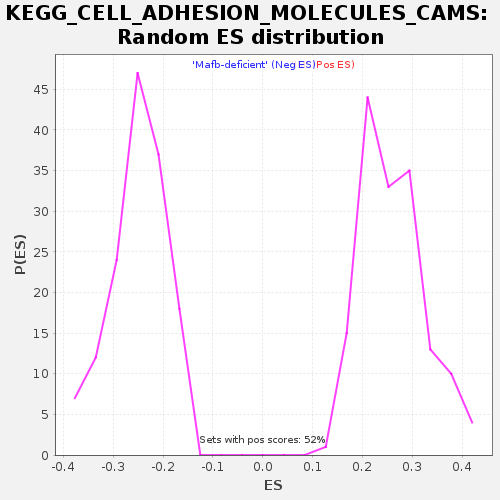 KEGG_CELL_ADHESION_MOLECULES_CAMS:
Random ES distribution
'Mafb-deficient' (Neg ES)Pos ES)
P(ES)
45
40
35
30
25
20
15
10
5
0
Sets with pos scores: 52%
-0.4 -0.3 -0.2 -0.1 0.0 0.1 0.2 0.3 0.4
ES